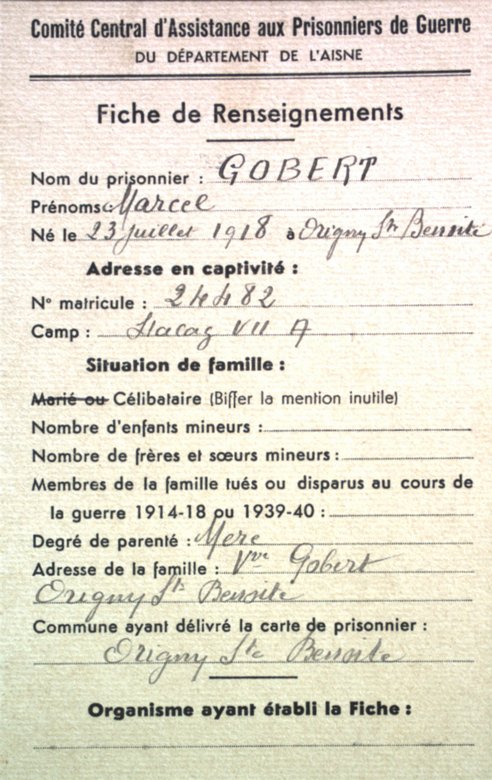 Comité Central d'Assistance aux Prisonniers de Guerre
DU DÉPARTEMENT DE L'AISNE
Fiche de Renseignements
Nom du prisonnier : GOBERT
Prénoms : Marcel
Né le 23 juillet 1918 à Origny Ste Benoite
Adresse en captivité :
N° matricule : 24482
Camp : Stalag VII A
Situation de famille :
Marié ou Célibataire (Biffer la mention inutile)
Nombre d'enfants mineurs :
Nombre de frères et sœurs mineurs :
Membres de la famille tués ou disparus au cours de
la guerre 1914-18 ou 1939-40 :
Degré de parenté : Mere
Adresse de la famille : Vve Gobert
Origny Ste Benoite
Commune ayant délivré la carte de prisonnier :
Origny Ste Benoite
Organisme ayant établi la Fiche :